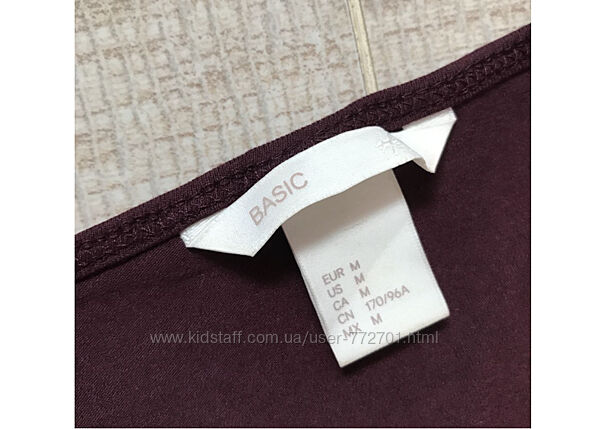 BASIC
EUR M
US M
CA M
CN 170/96A
MX M
www.kidstaff.com.ua/user-772701.html